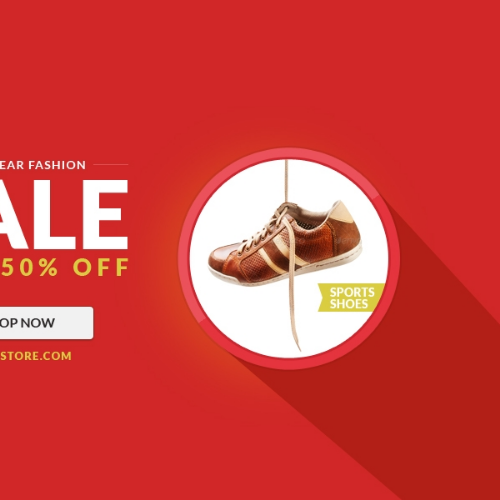 EAR FASHION
ALE
50% OFF
OP NOW
STORE.COM
SPORTS
SHOES